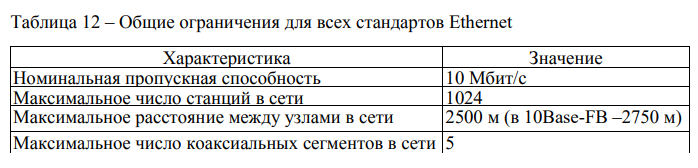 Таблица 12 – Общие ограничения для всех стандартов Ethernet
Характеристика Значение
Номинальная пропускная способность 10 Мбит/с
Максимальное число станций в сети 1024
Максимальное расстояние между узлами в сети 2500 м (в 10Base-FB –2750 м)
Максимальное число коаксиальных сегментов в сети 5